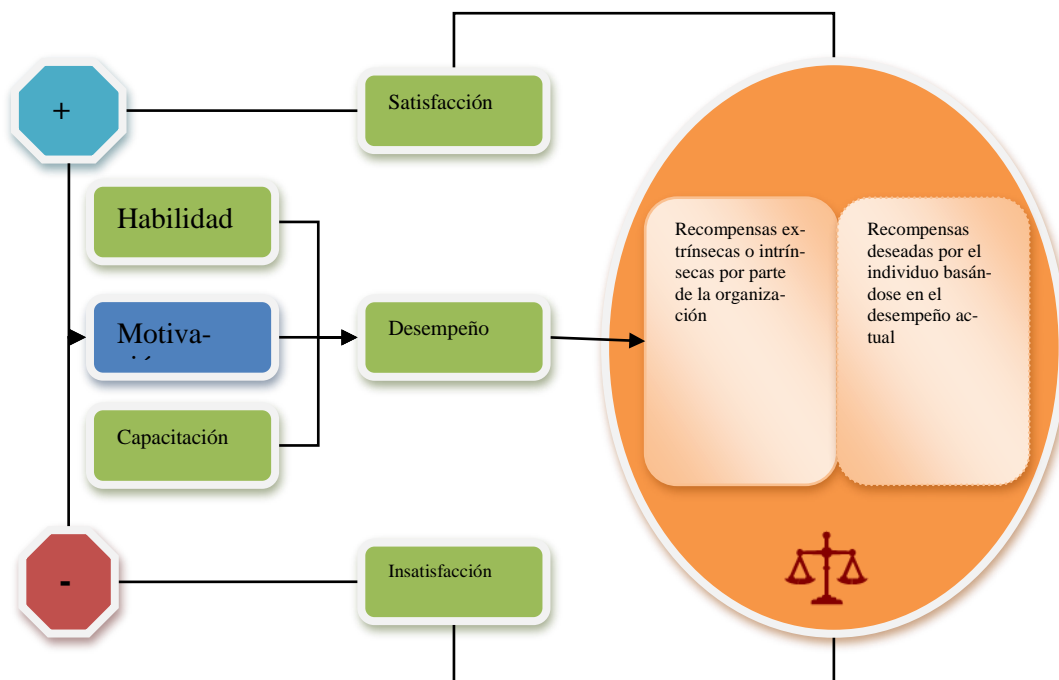 +
Satisfacción
Habilidad
Motiva-
Desempeño
Capacitación
-
Insatisfacción
Recompensas ex-
trínsecas o intrín-
secas por parte
de la organiza-
ción
Recompensas
deseadas por el
individuo basán-
dose en el
desempeño ac-
tual